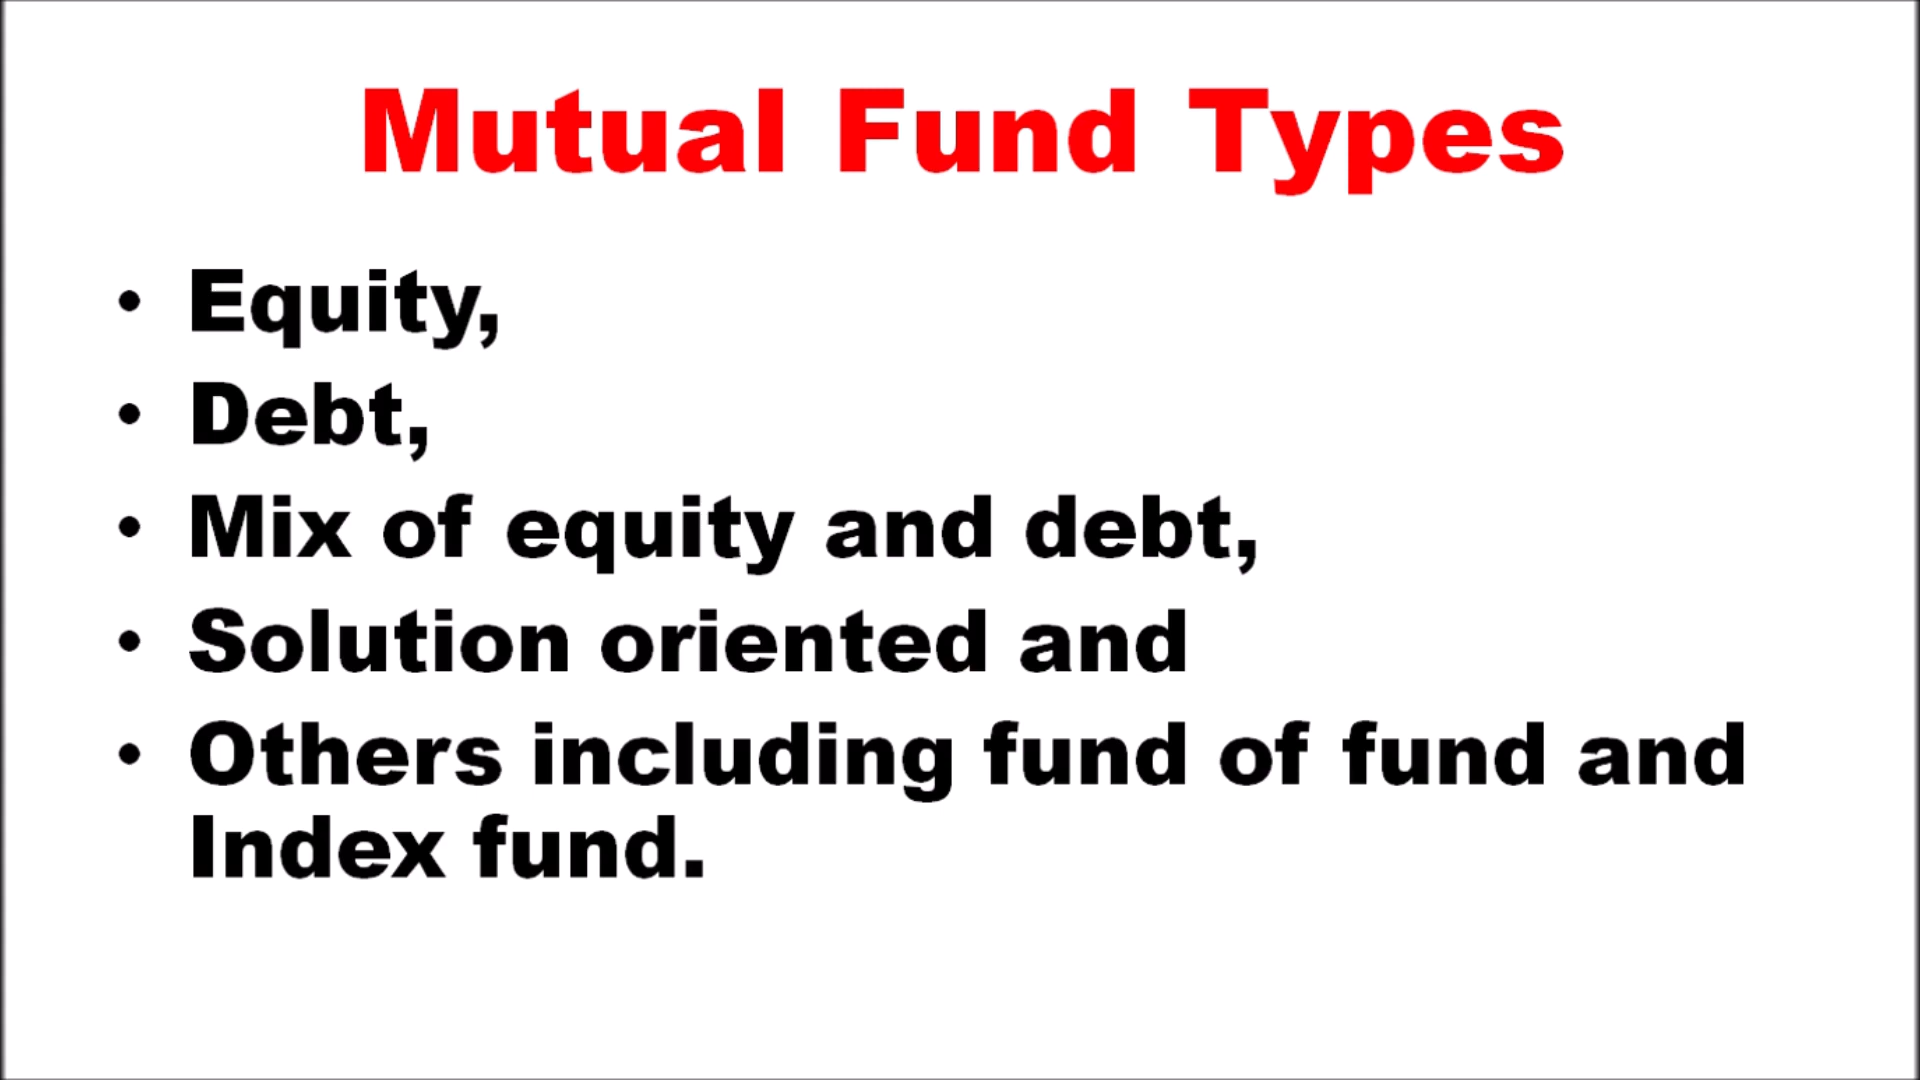 Mutual Fund Types
• Equity,
• Debt,
• Mix of equity and debt,
• Solution oriented and
• Others including fund of fund and
Index fund.